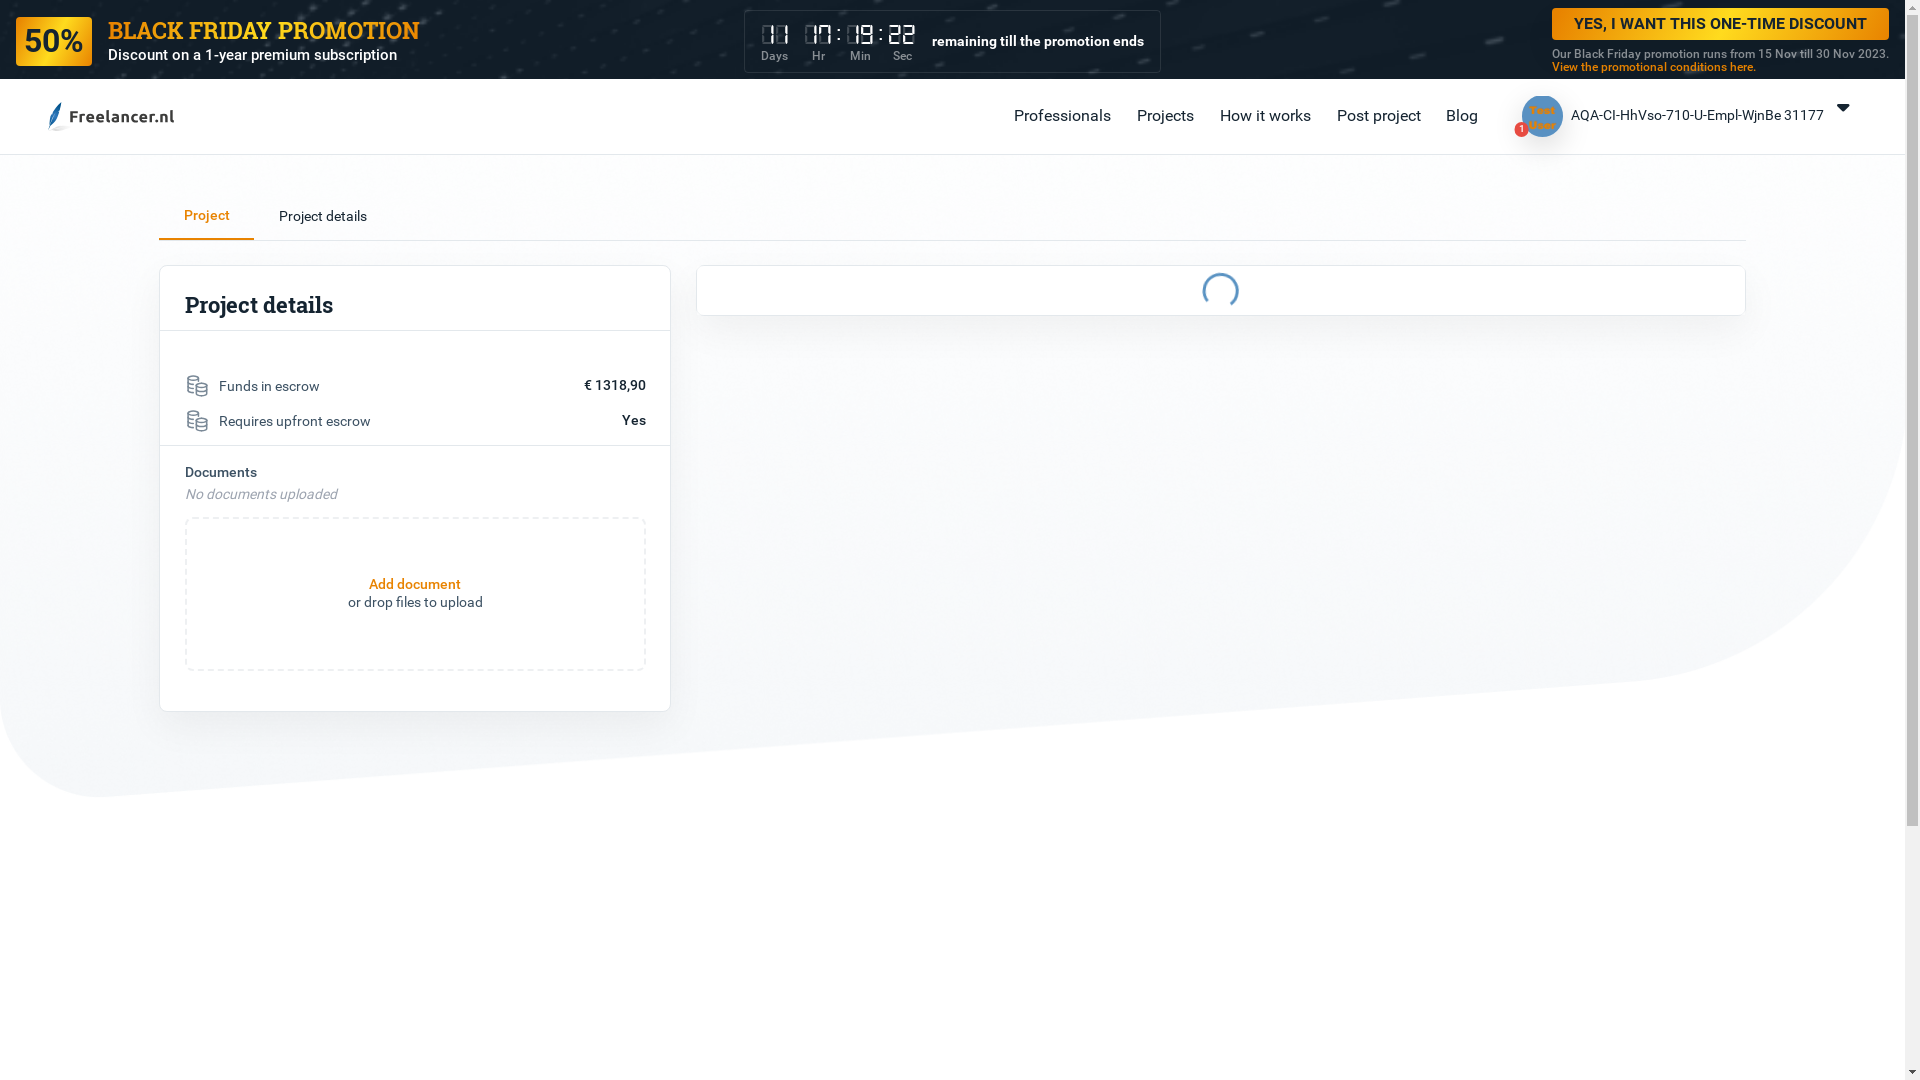 50%
BLACK FRIDAY PROMOTION
Discount on a 1-year premium subscription
11 17 : 19 : 22
Days Hr Min Sec
remaining till the promotion ends
YES, I WANT THIS ONE-TIME DISCOUNT
Our Black Friday promotion runs from 15 Nov till 30 Nov 2023.
View the promotional conditions here.
Freelancer.nl
Professionals
Projects
How it works
Post project
Blog
Test
User
1
AQA-CI-HhVso-710-U-Empl-WjnBe 31177
Project
Project details
Project details
Funds in escrow
€ 1318,90
Requires upfront escrow
Yes
Documents
No documents uploaded
Add document
or drop files to upload